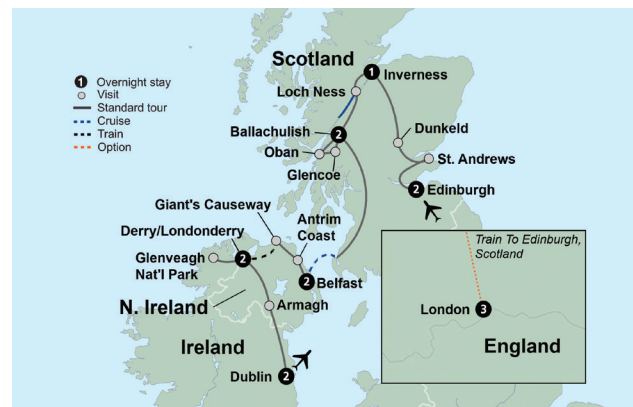 Scotland
1 Overnight stay
Visit
Standard tour
Cruise
Train
Option
1 Inverness
Loch Ness
Dunkeld
Ballachulish 2
Oban
Glencoe
St. Andrews
2 Edinburgh
Giant's Causeway
Antrim
Coast
Derry/Londonderry
2
Glenveagh
Nat'l Park
2 Belfast
N. Ireland
Armagh
Ireland
Dublin 2
Train To Edinburgh,
Scotland
London 3
England